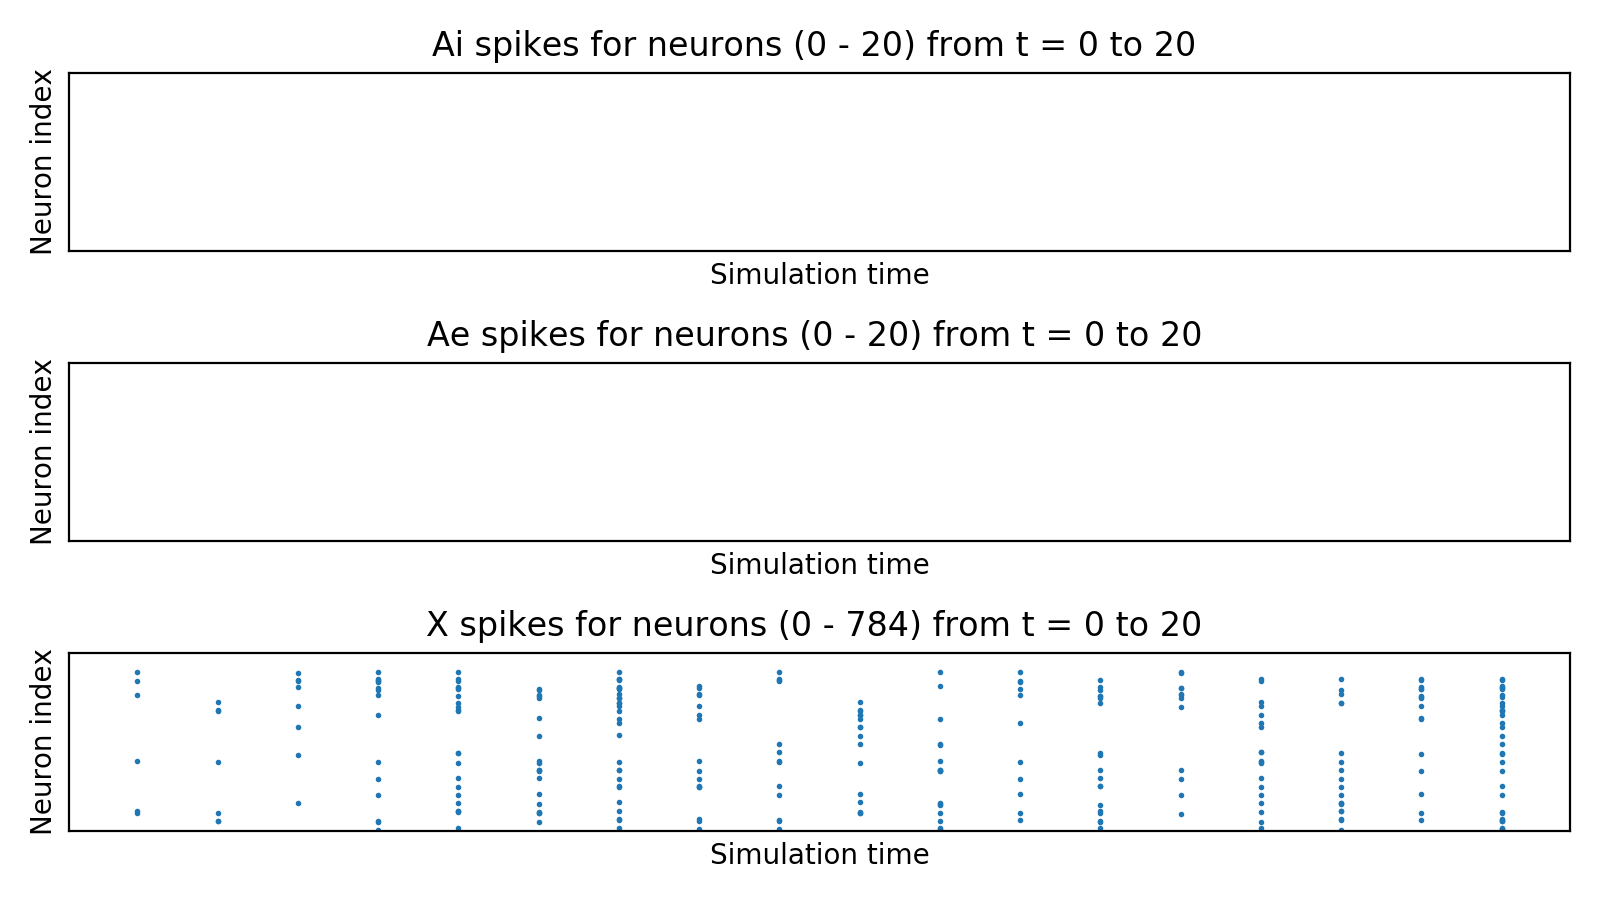 Ai spikes for neurons (0 - 20) from t = 0 to 20
Neuron index
Simulation time
Ae spikes for neurons (0 - 20) from t = 0 to 20
Neuron index
Simulation time
X spikes for neurons (0 - 784) from t = 0 to 20
Neuron index
Simulation time